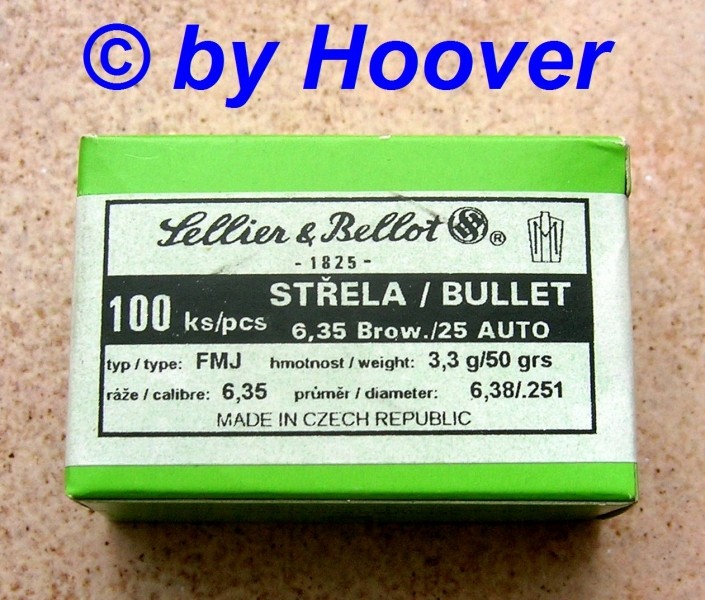 © by Hoover
Sellier & Bellot ®
- 1825 -
100 ks/pcs
STŘELA / BULLET
6,35 Brow./25 AUTO
typ / type: FMJ hmotnost / weight: 3,3 g/50 grs
ráže / calibre: 6,35 průměr / diameter: 6,38/.251
MADE IN CZECH REPUBLIC